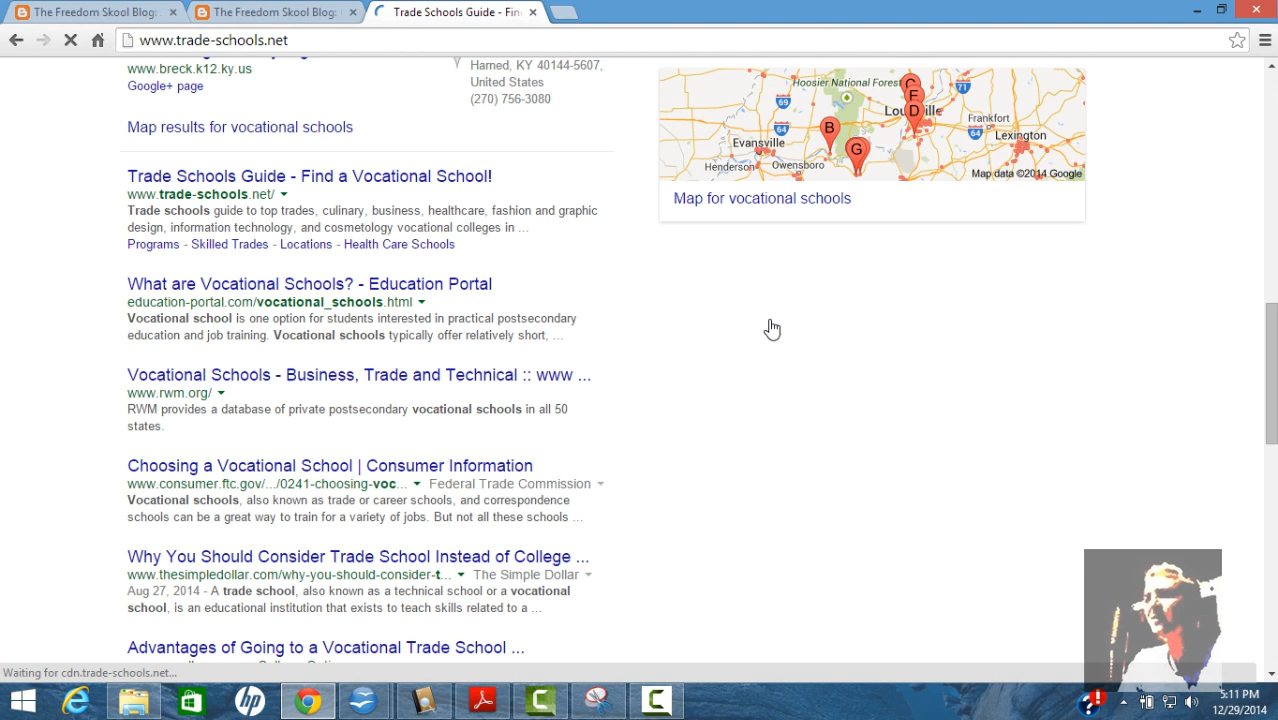 The Freedom Skool Blog:
The Freedom Skool Blog: G
Trade Schools Guide - Fin
www.trade-schools.net
www.breck.k12.ky.us
Google+ page
Harned, KY 40144-5607,
United States
(270) 756-3080
Map results for vocational schools
Trade Schools Guide - Find a Vocational School!
www.trade-schools.net/
Trade schools guide to top trades, culinary, business, healthcare, fashion and graphic
design, information technology, and cosmetology vocational colleges in ...
Programs - Skilled Trades - Locations - Health Care Schools
What are Vocational Schools? - Education Portal
education-portal.com/vocational_schools.html
Vocational school is one option for students interested in practical postsecondary
education and job training. Vocational schools typically offer relatively short, ...
Vocational Schools - Business, Trade and Technical :: www ...
www.rwm.org/
RWM provides a database of private postsecondary vocational schools in all 50
states.
Choosing a Vocational School | Consumer Information
www.consumer.ftc.gov/.../0241-choosing-voc... Federal Trade Commission
Vocational schools, also known as trade or career schools, and correspondence
schools can be a great way to train for a variety of jobs. But not all these schools ...
Why You Should Consider Trade School Instead of College ...
www.thesimpledollar.com/why-you-should-consider-t... The Simple Dollar
Aug 27, 2014 - A trade school, also known as a technical school or a vocational
school, is an educational institution that exists to teach skills related to a ...
Advantages of Going to a Vocational Trade School ...
Hoosier National Forest
69
71
64
64
C
F
D
B
G
Louisville
Frankfort
Evansville
Lexington
Henderson
Owensboro
Map data ©2014 Google
Map for vocational schools
Waiting for cdn.trade-schools.net...
hp
5:11 PM
12/29/2014